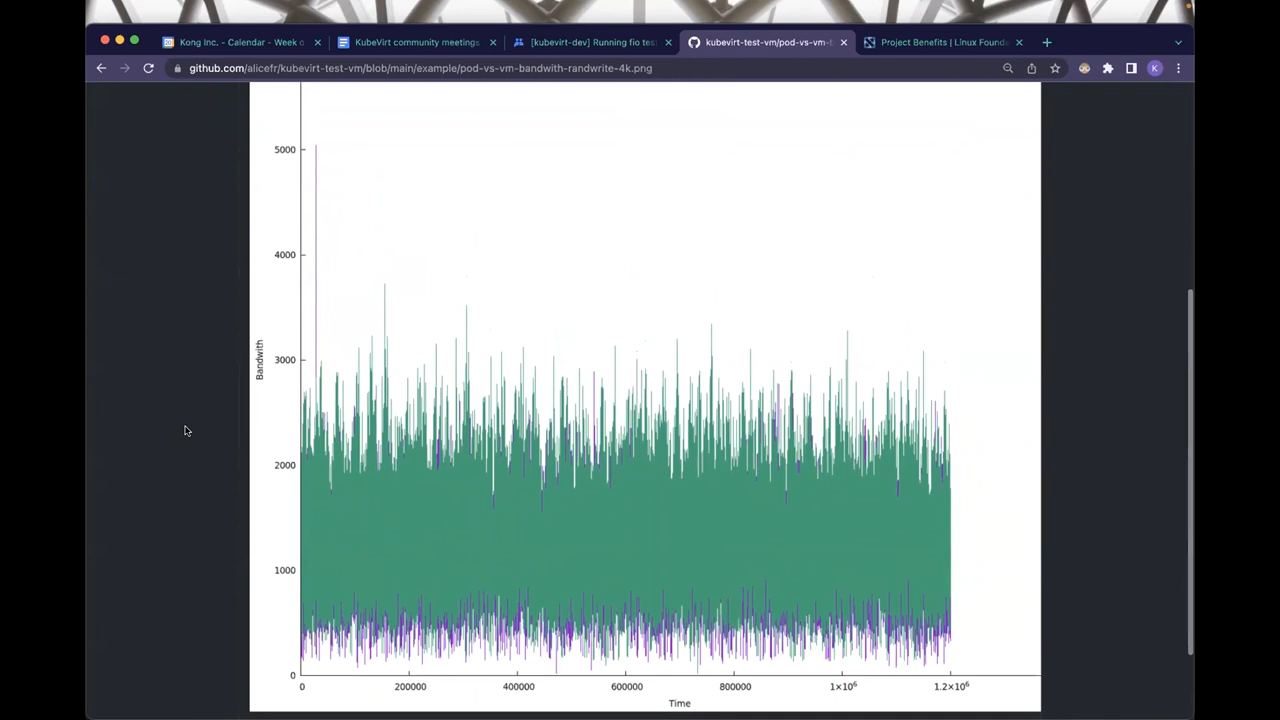 Kong Inc. - Calendar - Week o
KubeVirt community meetings
[kubevirt-dev] Running fio tes
kubevirt-test-vm/pod-vs-vm-b
Project Benefits | Linux Found
github.com/alicefr/kubevirt-test-vm/blob/main/example/pod-vs-vm-bandwith-randwrite-4k.png
K
5000
4000
3000
2000
1000
0
Bandwith
0 200000 400000 600000 800000 1×10⁶ 1.2×10⁶
Time